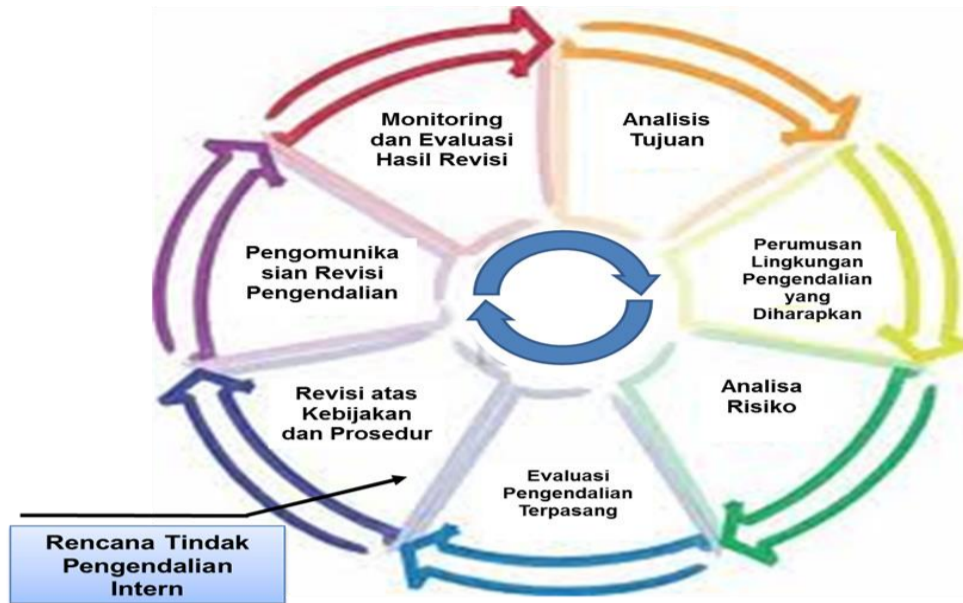 Monitoring
dan Evaluasi
Hasil Revisi
Analisis
Tujuan
Pengomunika
sian Revisi
Pengendalian
Perumusan
Lingkungan
Pengendalian
yang
Diharapkan
Revisi atas
Kebijakan
dan Prosedur
Analisa
Risiko
Evaluasi
Pengendalian
Terpasang
Rencana Tindak
Pengendalian
Intern